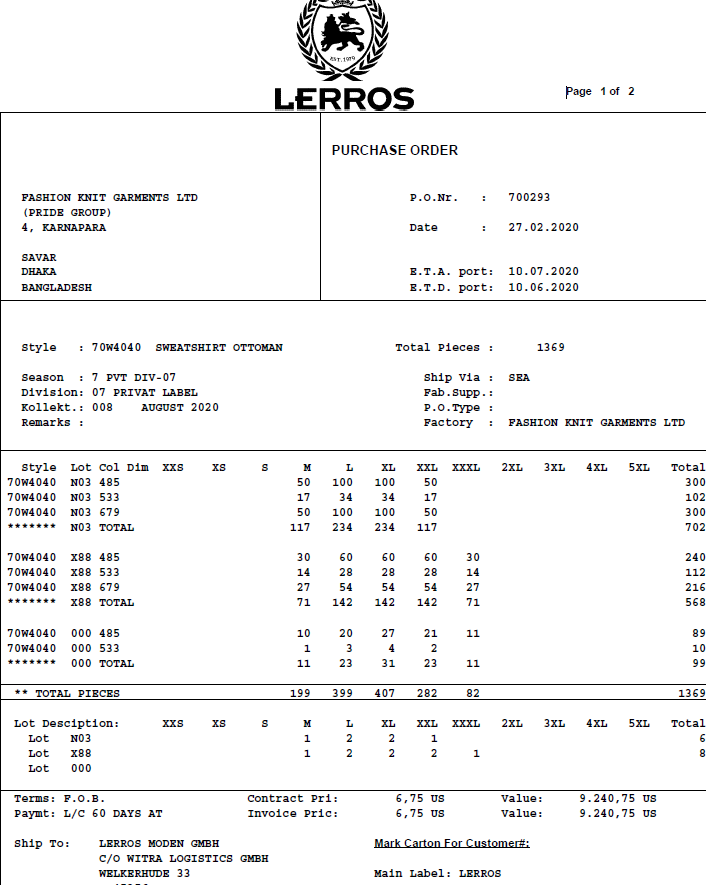 EST. 1979
LERROS
Page 1 of 2
PURCHASE ORDER
FASHION KNIT GARMENTS LTD P.O.Nr. : 700293
(PRIDE GROUP)
4, KARNAPARA Date : 27.02.2020
SAVAR
DHAKA E.T.A. port: 10.07.2020
BANGLADESH E.T.D. port: 10.06.2020
Style : 70W4040 SWEATSHIRT OTTOMAN Total Pieces : 1369
Season : 7 PVT DIV-07 Ship Via : SEA
Division: 07 PRIVAT LABEL Fab.Supp.:
Kollekt.: 008 AUGUST 2020 P.O.Type :
Remarks : Factory : FASHION KNIT GARMENTS LTD
Style Lot Col Dim XXS XS S M L XL XXL XXXL 2XL 3XL 4XL 5XL Total
70W4040 N03 485 50 100 100 50 300
70W4040 N03 533 17 34 34 17 102
70W4040 N03 679 50 100 100 50 300
******* N03 TOTAL 117 234 234 117 702
70W4040 X88 485 30 60 60 60 30 240
70W4040 X88 533 14 28 28 28 14 112
70W4040 X88 679 27 54 54 54 27 216
******* X88 TOTAL 71 142 142 142 71 568
70W4040 000 485 10 20 27 21 11 89
70W4040 000 533 1 3 4 2 10
******* 000 TOTAL 11 23 31 23 11 99
** TOTAL PIECES 199 399 407 282 82 1369
Lot Desciption: XXS XS S M L XL XXL XXXL 2XL 3XL 4XL 5XL Total
Lot N03 1 2 2 1 6
Lot X88 1 2 2 2 1 8
Lot 000
Terms: F.O.B. Contract Pri: 6,75 US Value: 9.240,75 US
Paymt: L/C 60 DAYS AT Invoice Pric: 6,75 US Value: 9.240,75 US
Ship To: LERROS MODEN GMBH Mark Carton For Customer#:
C/O WITRA LOGISTICS GMBH
WELKERHUDE 33 Main Label: LERROS